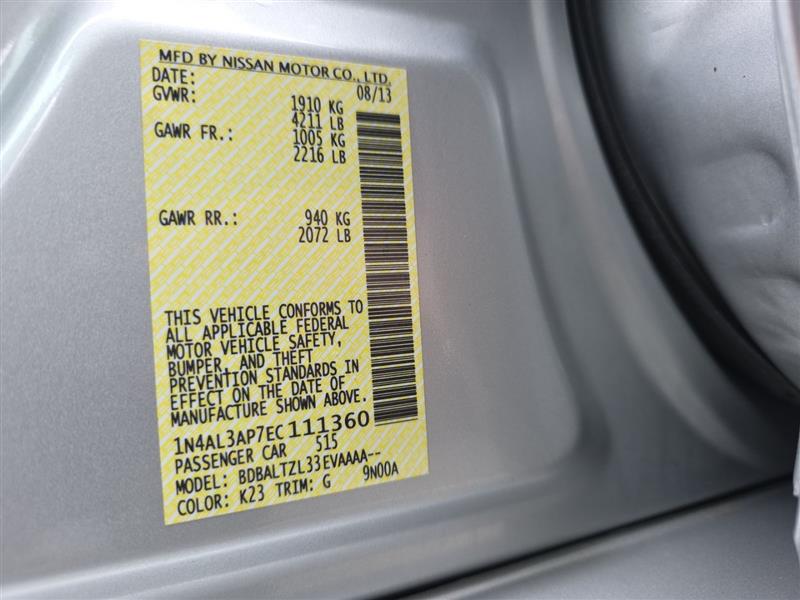 MFD BY NISSAN MOTOR CO., LTD.
DATE: 08/13
GVWR: 1910 KG
4211 LB
GAWR FR.: 1005 KG
2216 LB
GAWR RR.: 940 KG
2072 LB
THIS VEHICLE CONFORMS TO
ALL APPLICABLE FEDERAL
MOTOR VEHICLE SAFETY,
BUMPER, AND THEFT
PREVENTION STANDARDS IN
EFFECT ON THE DATE OF
MANUFACTURE SHOWN ABOVE.
1N4AL3AP7EC111360
PASSENGER CAR 515
MODEL: BDBALTZL33EVAAAA--
COLOR: K23 TRIM: G 9N00A